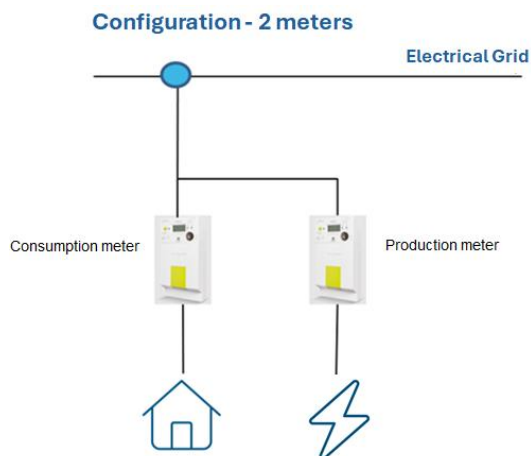 Configuration - 2 meters
Electrical Grid
Consumption meter
Production meter